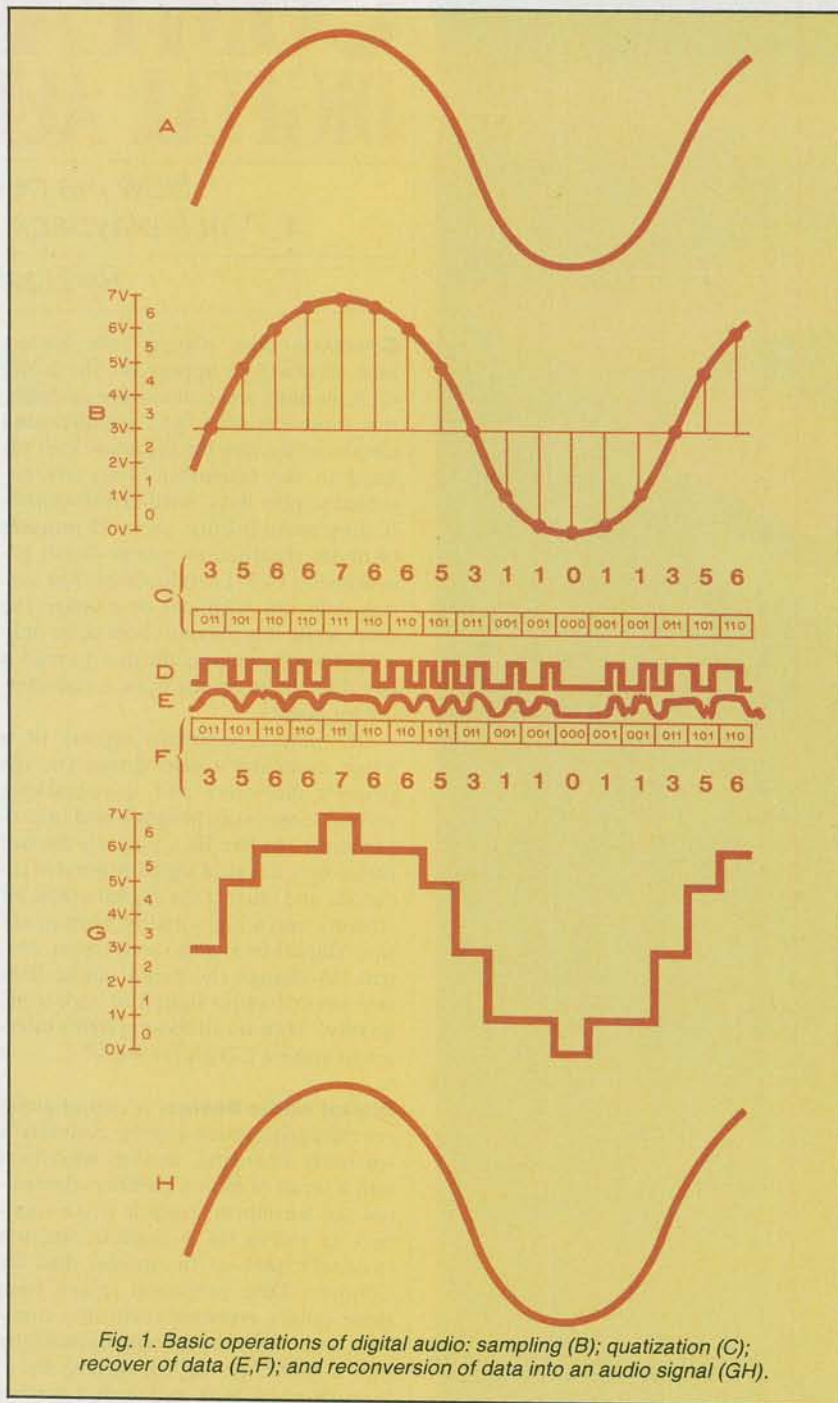 A
7V
6
6V
5
5V
4
4V
B
3
3V
2
2V
1
1V
0
0V
C
3 5 6 6 7 6 6 5 3 1 1 0 1 1 3 5 6
011 101 110 110 111 110 110 101 011 001 001 000 001 001 011 101 110
D
E
F
011 101 110 110 111 110 110 101 011 001 001 000 001 001 011 101 110
3 5 6 6 7 6 6 5 3 1 1 0 1 1 3 5 6
7V
6
6V
5
5V
4
4V
G
3
3V
2
2V
1
1V
0
0V
H
Fig. 1. Basic operations of digital audio: sampling (B); quatization (C);
recover of data (E,F); and reconversion of data into an audio signal (GH).